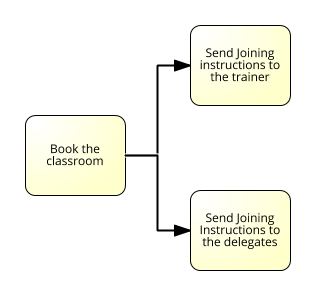 Send Joining
instructions to
the trainer
Book the
classroom
Send Joining
Instructions to
the delegates